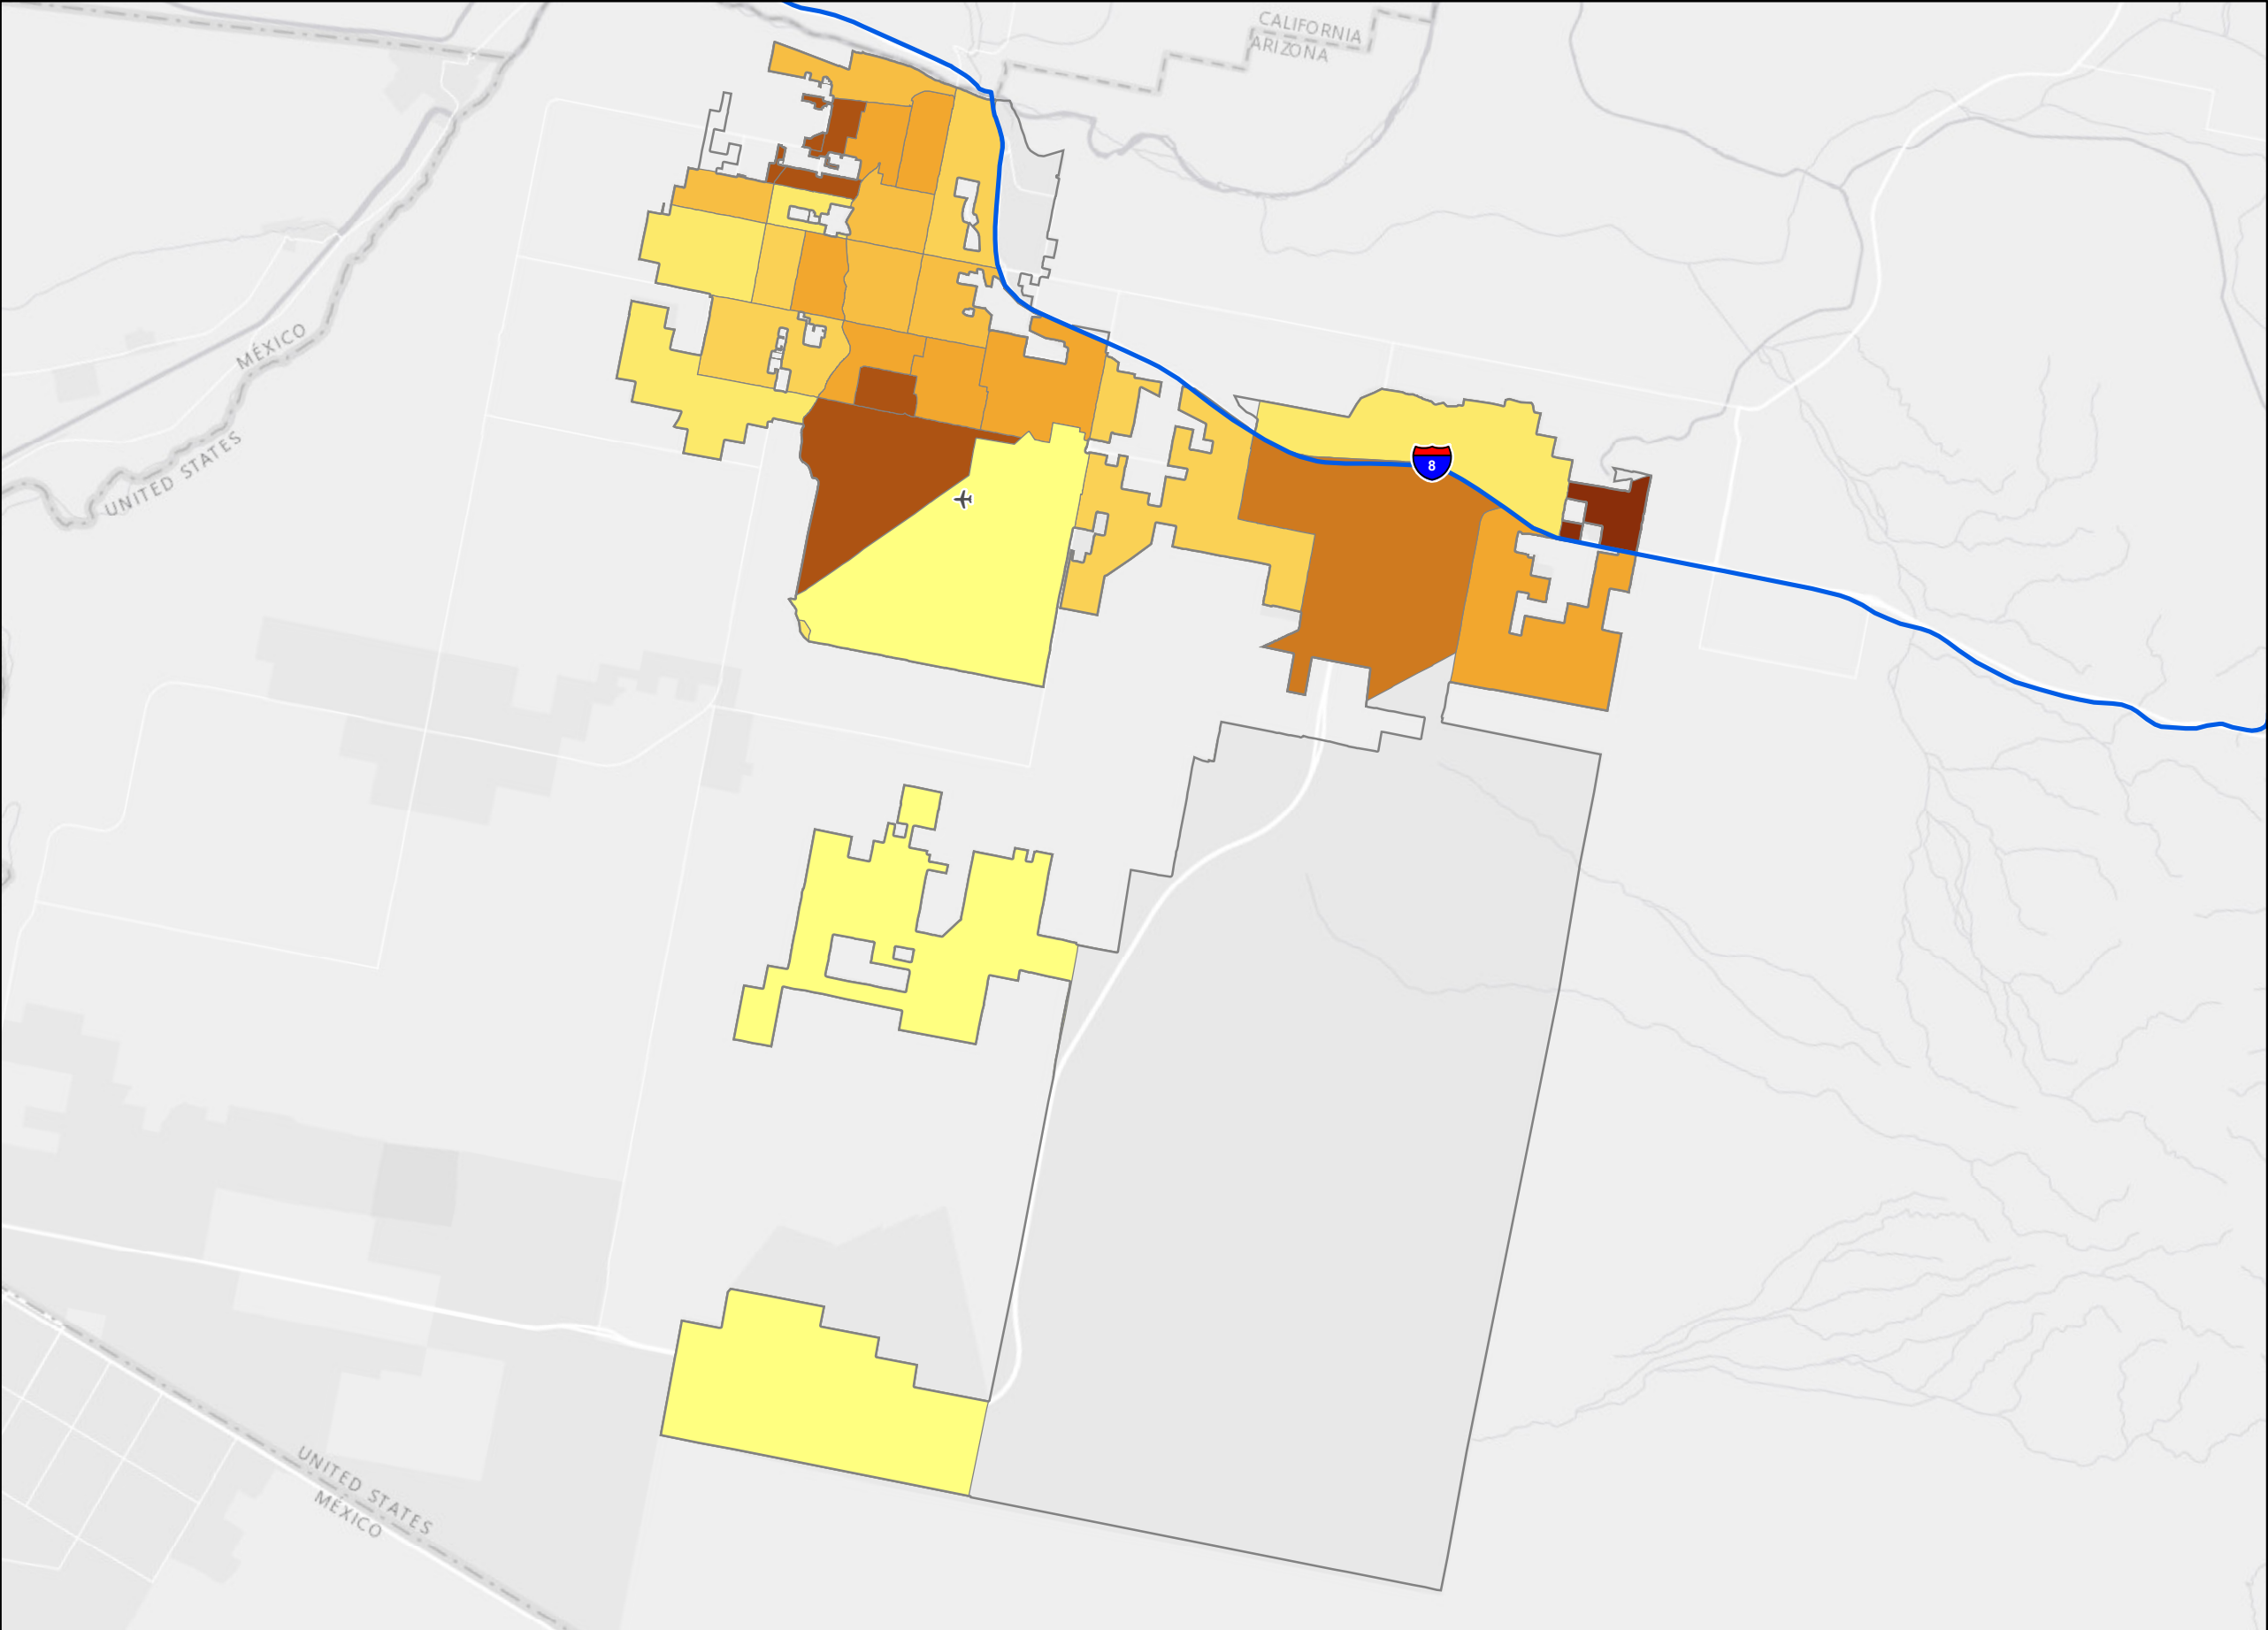 CALIFORNIA
ARIZONA
MÉXICO
UNITED STATES
8
UNITED STATES
MÉXICO